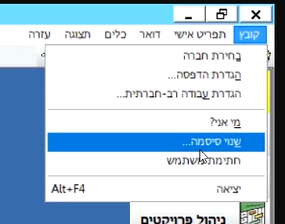 קובץ תפריט אישי דואר כלים תצוגה עזרה
בחירת חברה
הגדרת הדפסה...
הגדרת עבודה רב-חברתית...
מי אני?
שנוי סיסמה...
חתימת משתמש
יציאה Alt+F4
ניהול פרויקטים